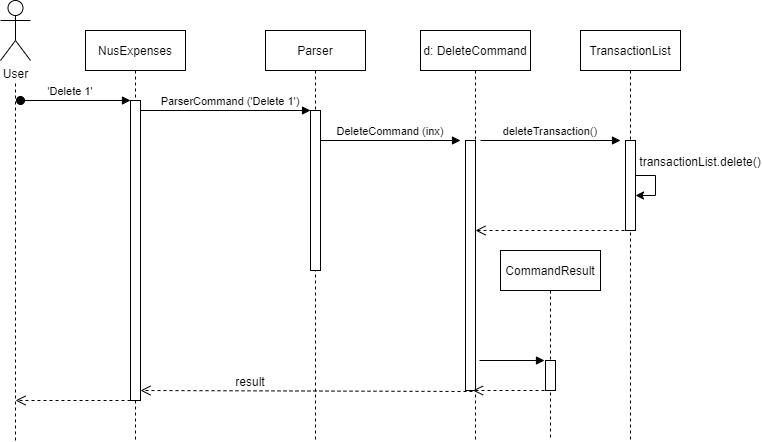 NusExpenses
Parser
d: DeleteCommand
TransactionList
User
'Delete 1'
ParserCommand ('Delete 1')
DeleteCommand (inx)
deleteTransaction()
transactionList.delete()
CommandResult
result